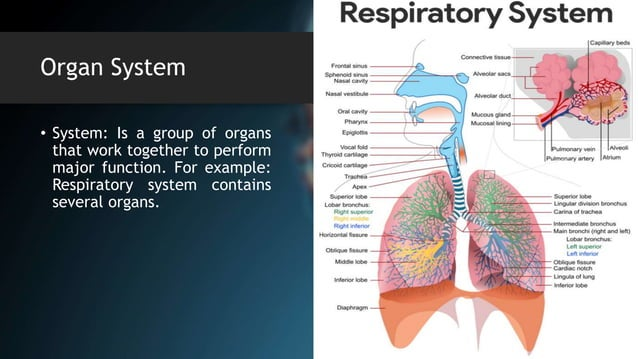 Organ System
• System: Is a group of organs
that work together to perform
major function. For example:
Respiratory system contains
several organs.
Respiratory System
Capillary beds
Connective tissue
Alveolar sacs
Alveolar duct
Mucous gland
Mucosal lining
Pulmonary vein
Pulmonary artery
Alveoli
Atrium
Frontal sinus
Sphenoid sinus
Nasal cavity
Nasal vestibule
Oral cavity
Pharynx
Epiglottis
Vocal fold
Thyroid cartilage
Cricoid cartilage
Trachea
Apex
Superior lobe
Lobar bronchus:
Right superior
Right middle
Right inferior
Horizontal fissure
Oblique fissure
Middle lobe
Inferior lobe
Diaphragm
Superior lobe
Lingular division bronchus
Carina of trachea
Intermediate bronchus
Main bronchi (right and left)
Lobar bronchus:
Left superior
Left inferior
Oblique fissure
Cardiac notch
Lingula of lung
Inferior lobe